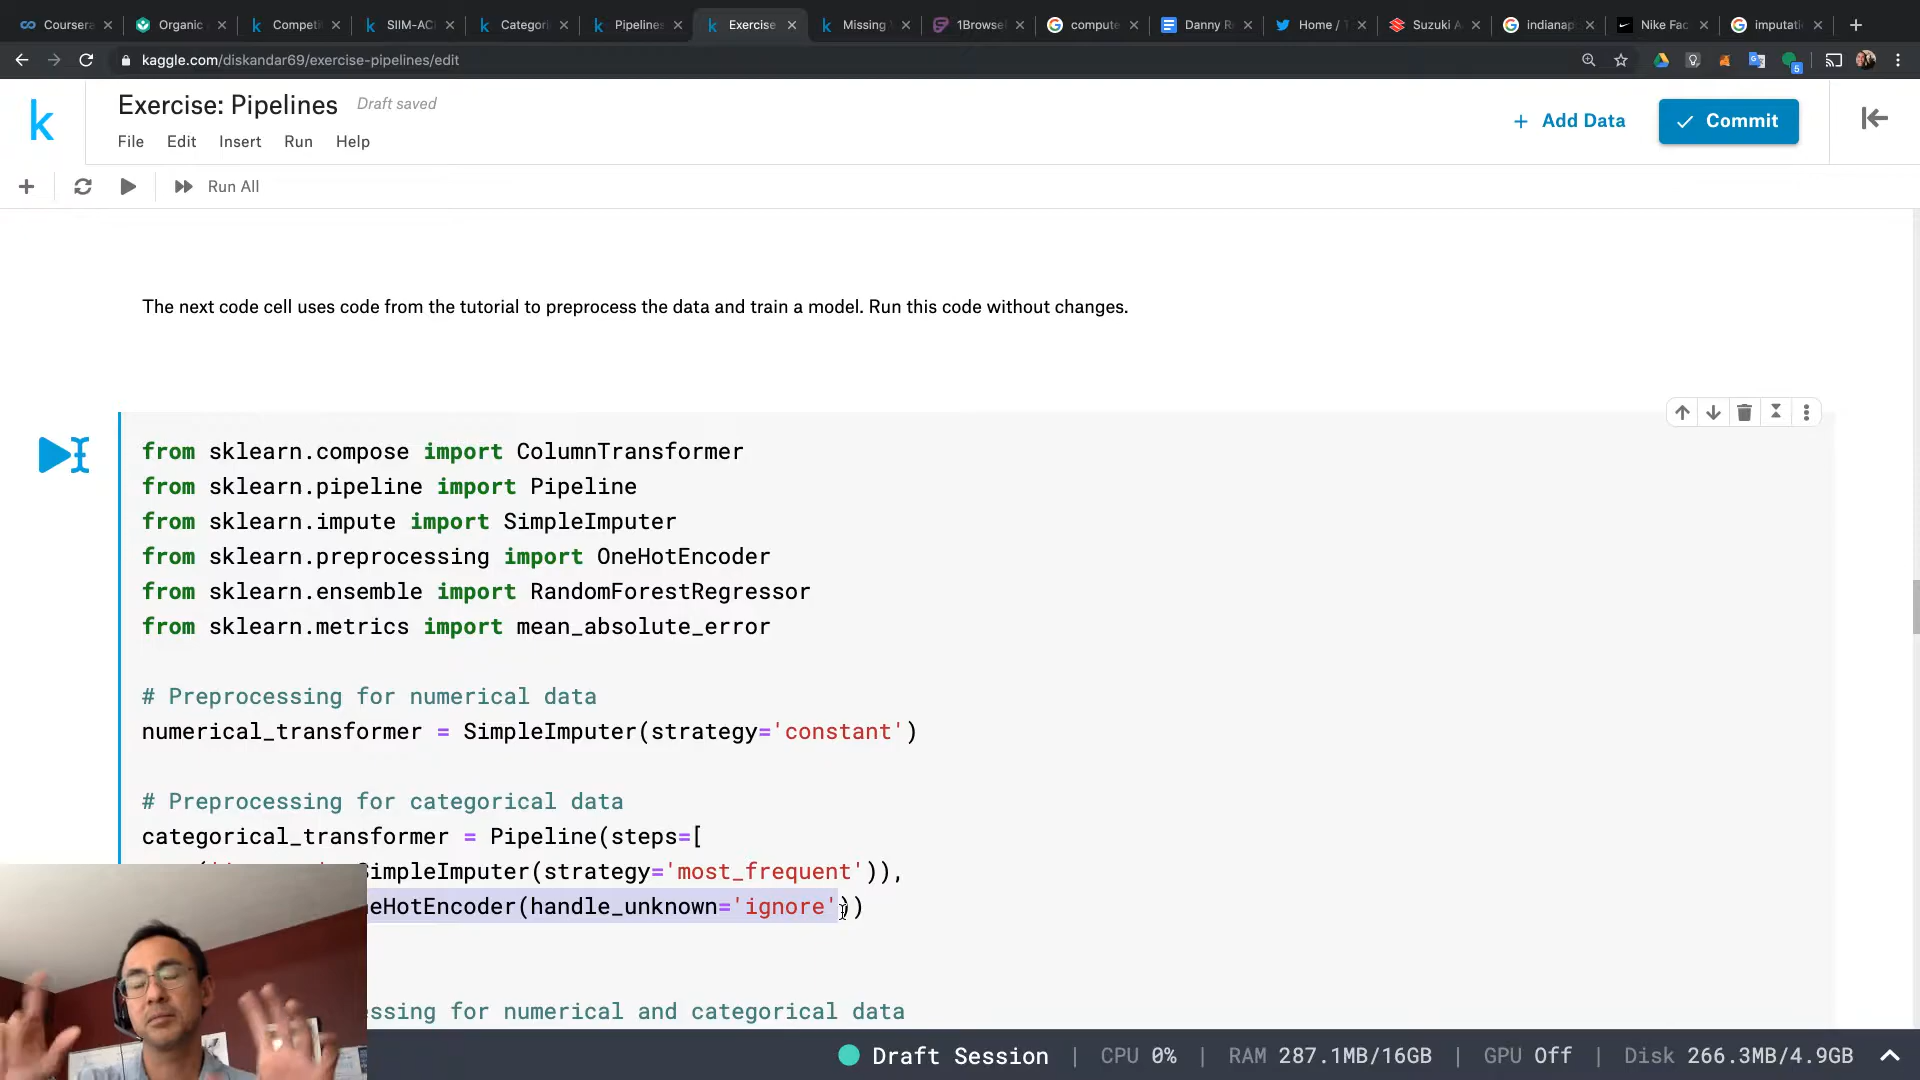 Coursera
Organic
Competi
SIIM-AC
Categori
Pipelines
Exercise
Missing
1Browse
compute
Danny R
Home /
Suzuki
indianap
Nike Fac
imputati
kaggle.com/diskandar69/exercise-pipelines/edit
Exercise: Pipelines
Draft saved
+ Add Data
Commit
File Edit Insert Run Help
Run All
The next code cell uses code from the tutorial to preprocess the data and train a model. Run this code without changes.
from sklearn.compose import ColumnTransformer
from sklearn.pipeline import Pipeline
from sklearn.impute import SimpleImputer
from sklearn.preprocessing import OneHotEncoder
from sklearn.ensemble import RandomForestRegressor
from sklearn.metrics import mean_absolute_error
# Preprocessing for numerical data
numerical_transformer = SimpleImputer(strategy='constant')
# Preprocessing for categorical data
categorical_transformer = Pipeline(steps=[
SimpleImputer(strategy='most_frequent')),
eHotEncoder(handle_unknown='ignore'))
ssing for numerical and categorical data
Draft Session | CPU 0% | RAM 287.1MB/16GB | GPU Off | Disk 266.3MB/4.9GB